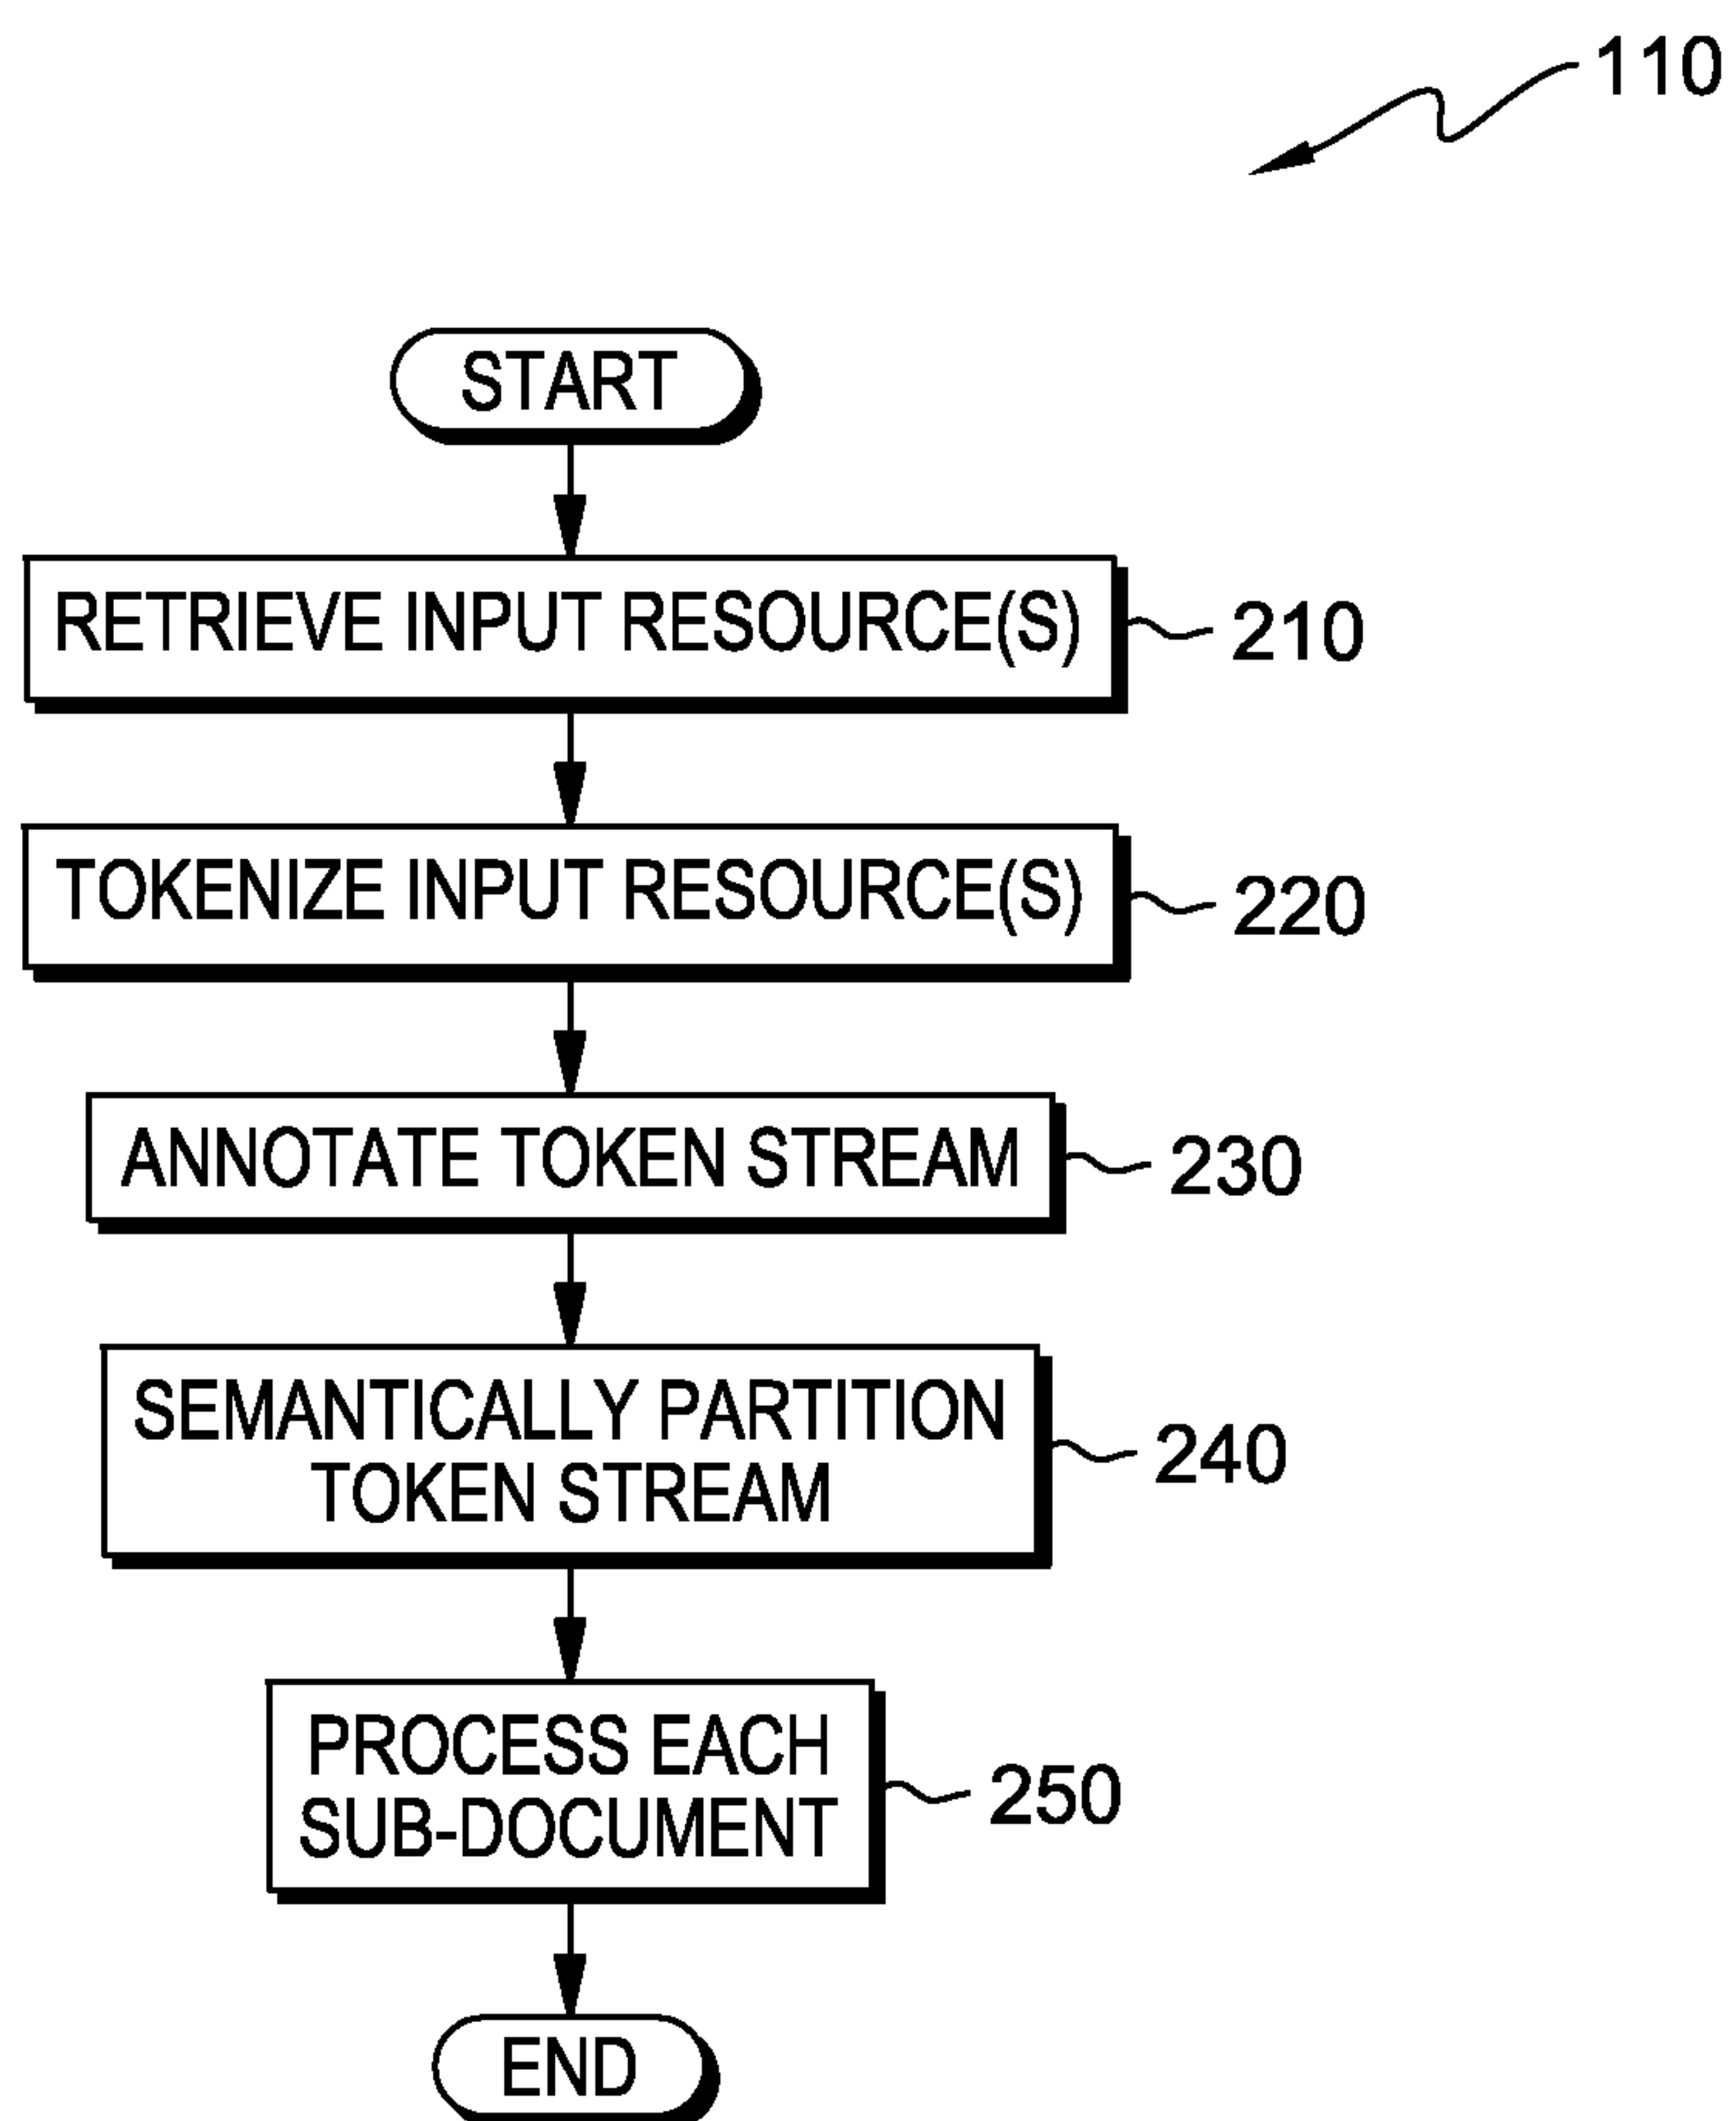 110
START
RETRIEVE INPUT RESOURCE(S)
210
TOKENIZE INPUT RESOURCE(S)
220
ANNOTATE TOKEN STREAM
230
SEMANTICALLY PARTITION
TOKEN STREAM
240
PROCESS EACH
SUB-DOCUMENT
250
END